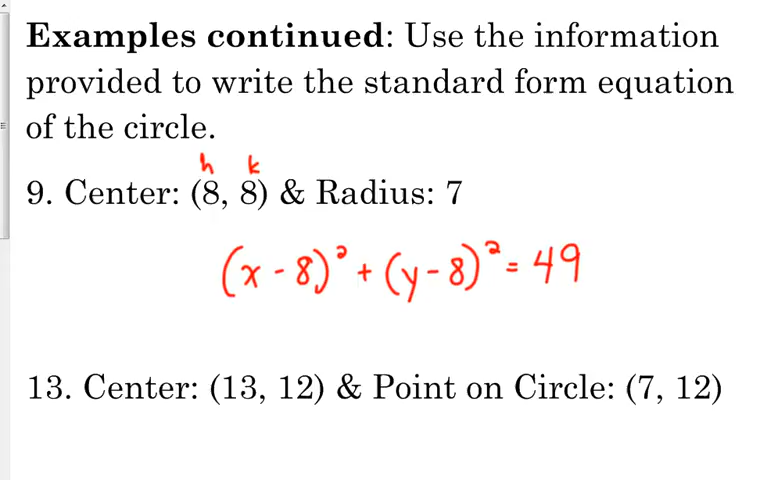 Examples continued: Use the information
provided to write the standard form equation
of the circle.
h k
9. Center: (8, 8) & Radius: 7
(x - 8)² + (y - 8)² = 49
13. Center: (13, 12) & Point on Circle: (7, 12)